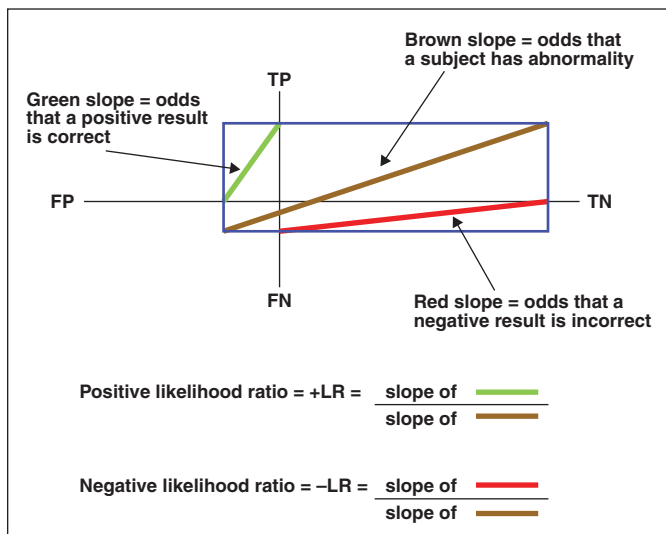 Brown slope = odds that
a subject has abnormality
TP
Green slope = odds
that a positive result
is correct
FP
TN
FN
Red slope = odds that a
negative result is incorrect
Positive likelihood ratio = +LR = slope of
slope of
Negative likelihood ratio = –LR = slope of
slope of